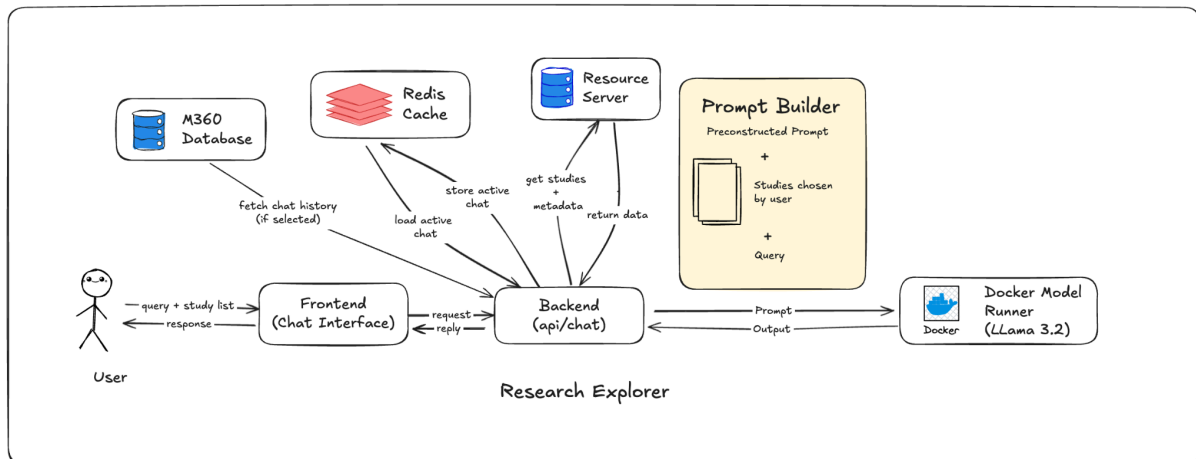 M360
Database
Redis
Cache
Resource
Server
Prompt Builder
Preconstructed Prompt
+
Studies chosen
by user
+
Query
fetch chat history
(if selected)
load active
chat
store active
chat
get studies
+
metadata
return data
query + study list
response
User
Frontend
(Chat Interface)
request
reply
Backend
(api/chat)
Prompt
Output
Docker
Docker Model
Runner
(LLama 3.2)
Research Explorer